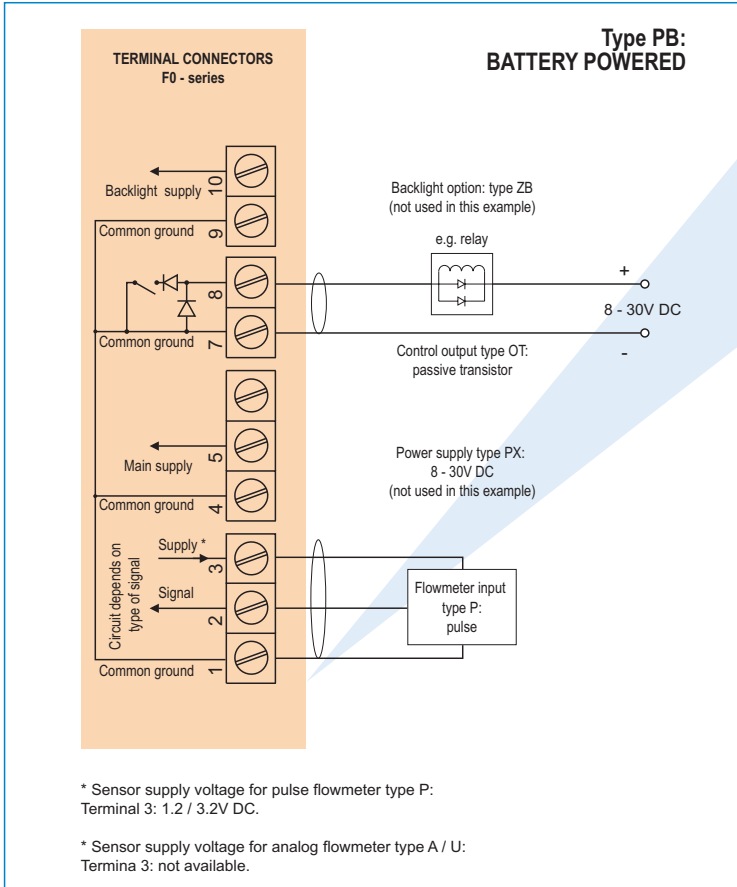 Type PB:
BATTERY POWERED
TERMINAL CONNECTORS
F0 - series
10
Backlight supply
9
Common ground
8
7
Common ground
5
Main supply
4
Common ground
Circuit depends on
type of signal
Supply *
3
Signal
2
1
Common ground
Backlight option: type ZB
(not used in this example)
e.g. relay
+
8 - 30V DC
-
Control output type OT:
passive transistor
Power supply type PX:
8 - 30V DC
(not used in this example)
Flowmeter input
type P:
pulse
* Sensor supply voltage for pulse flowmeter type P:
Terminal 3: 1.2 / 3.2V DC.
* Sensor supply voltage for analog flowmeter type A / U:
Termina 3: not available.